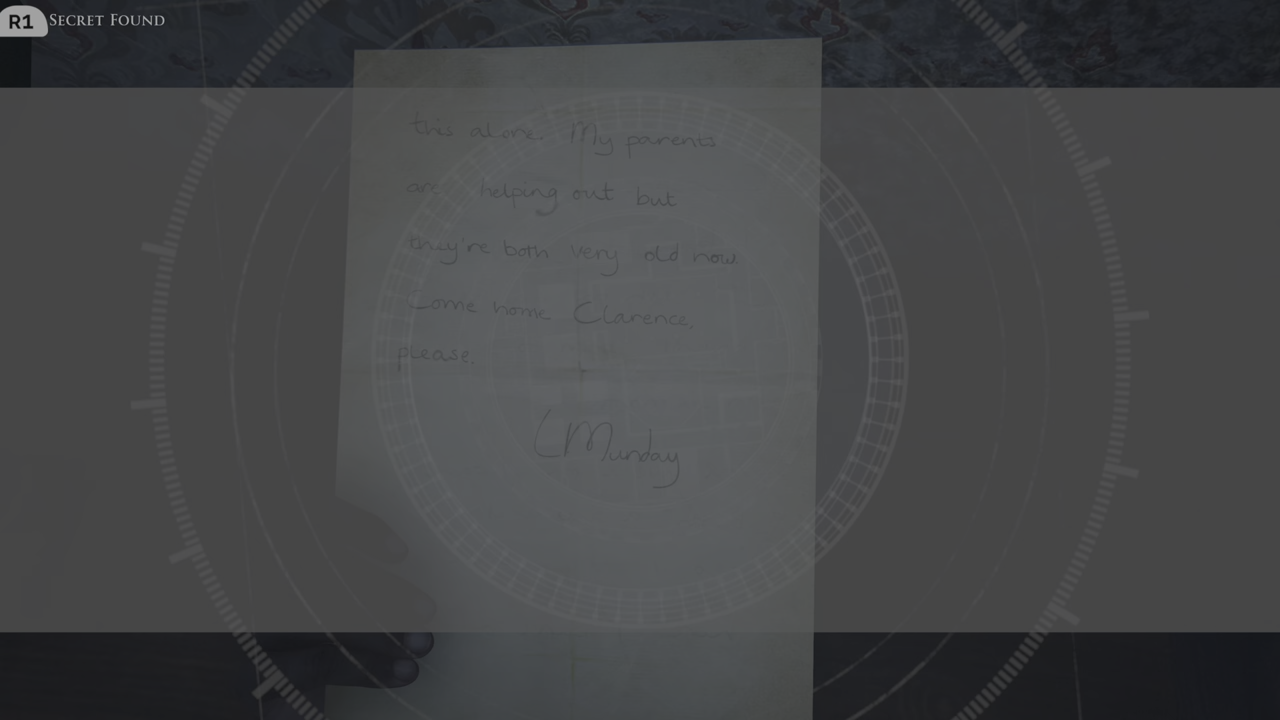 R1 Secret Found
this alone. My parents
are helping out but
they're both very old now.
Come home Clarence,
please.
CMunday